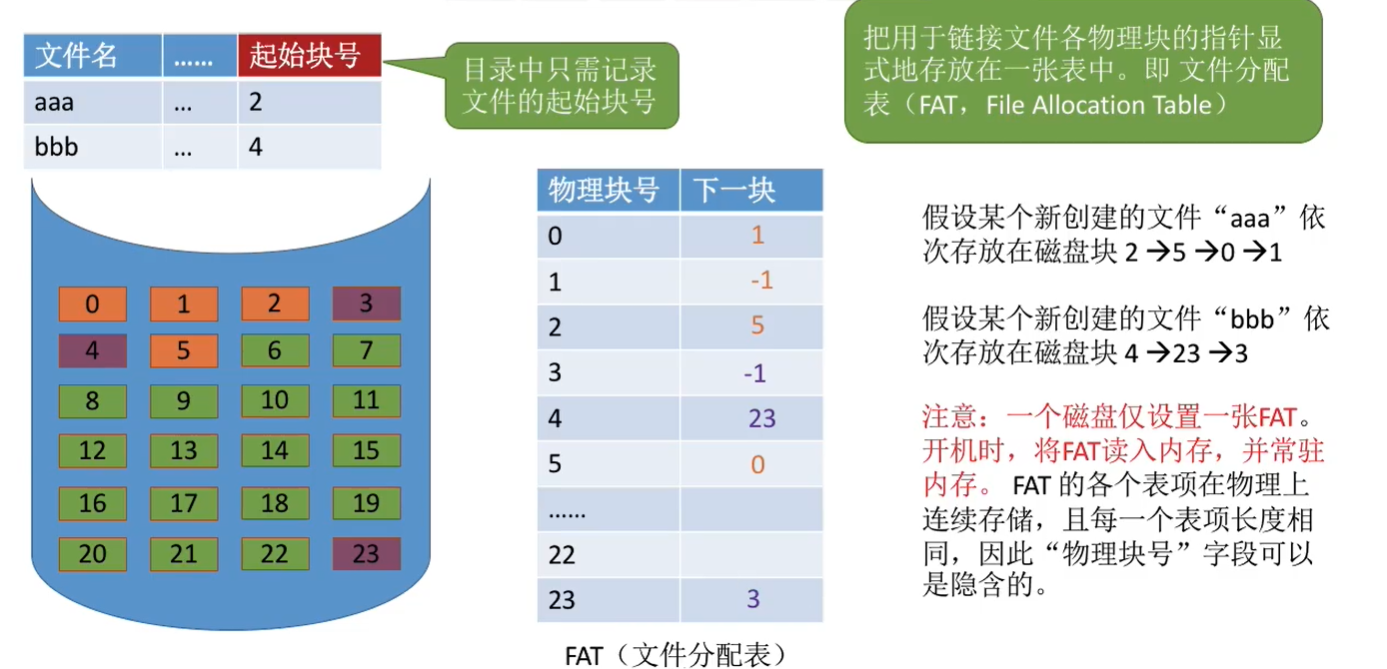 文件名 …… 起始块号
aaa ... 2
bbb ... 4
目录中只需记录
文件的起始块号
把用于链接文件各物理块的指针显
式地存放在一张表中。即 文件分配
表（FAT，File Allocation Table）
0 1 2 3
4 5 6 7
8 9 10 11
12 13 14 15
16 17 18 19
20 21 22 23
物理块号 下一块
0 1
1 -1
2 5
3 -1
4 23
5 0
……
22
23 3
FAT（文件分配表）
假设某个新创建的文件“aaa”依
次存放在磁盘块 2 →5 →0 →1
假设某个新创建的文件“bbb”依
次存放在磁盘块 4 →23 →3
注意：一个磁盘仅设置一张FAT。
开机时，将FAT读入内存，并常驻
内存。 FAT 的各个表项在物理上
连续存储，且每一个表项长度相
同，因此“物理块号”字段可以
是隐含的。